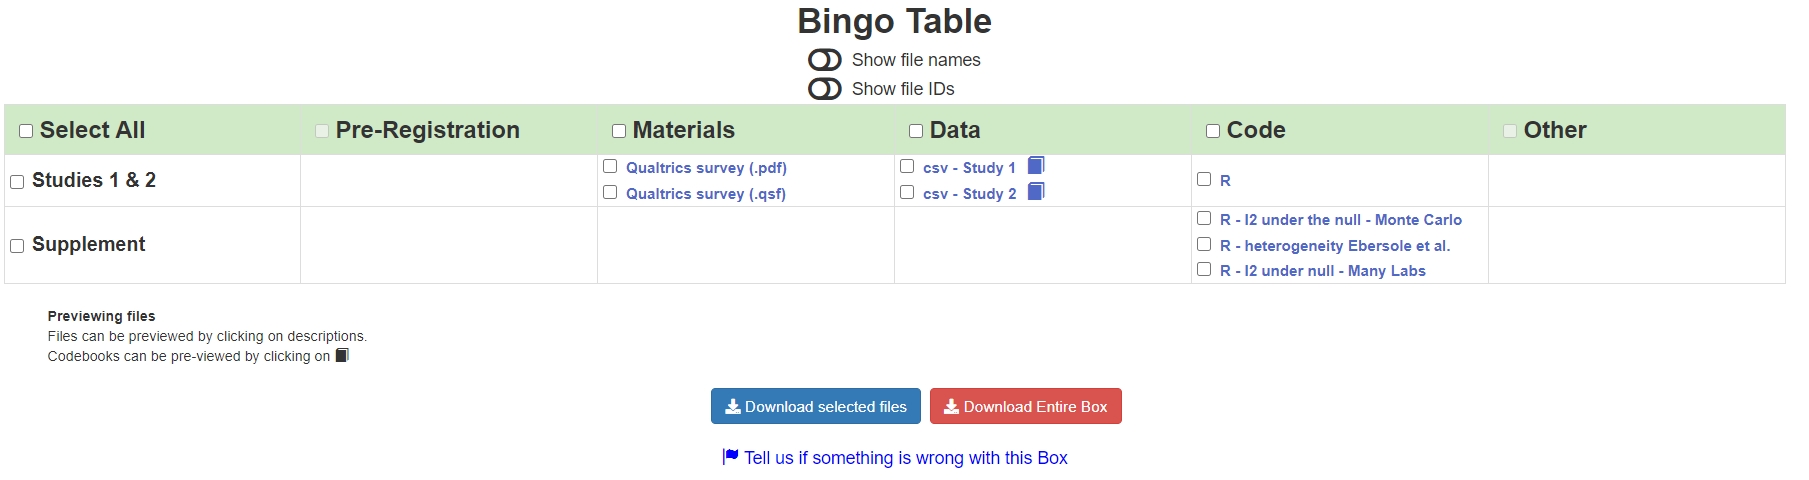 Bingo Table
Show file names
Show file IDs
Select All Pre-Registration Materials Data Code Other
Studies 1 & 2
Qualtrics survey (.pdf)
Qualtrics survey (.qsf)
csv - Study 1
csv - Study 2
R
Supplement
R - I2 under the null - Monte Carlo
R - heterogeneity Ebersole et al.
R - I2 under null - Many Labs
Previewing files
Files can be previewed by clicking on descriptions.
Codebooks can be pre-viewed by clicking on
Download selected files Download Entire Box
Tell us if something is wrong with this Box